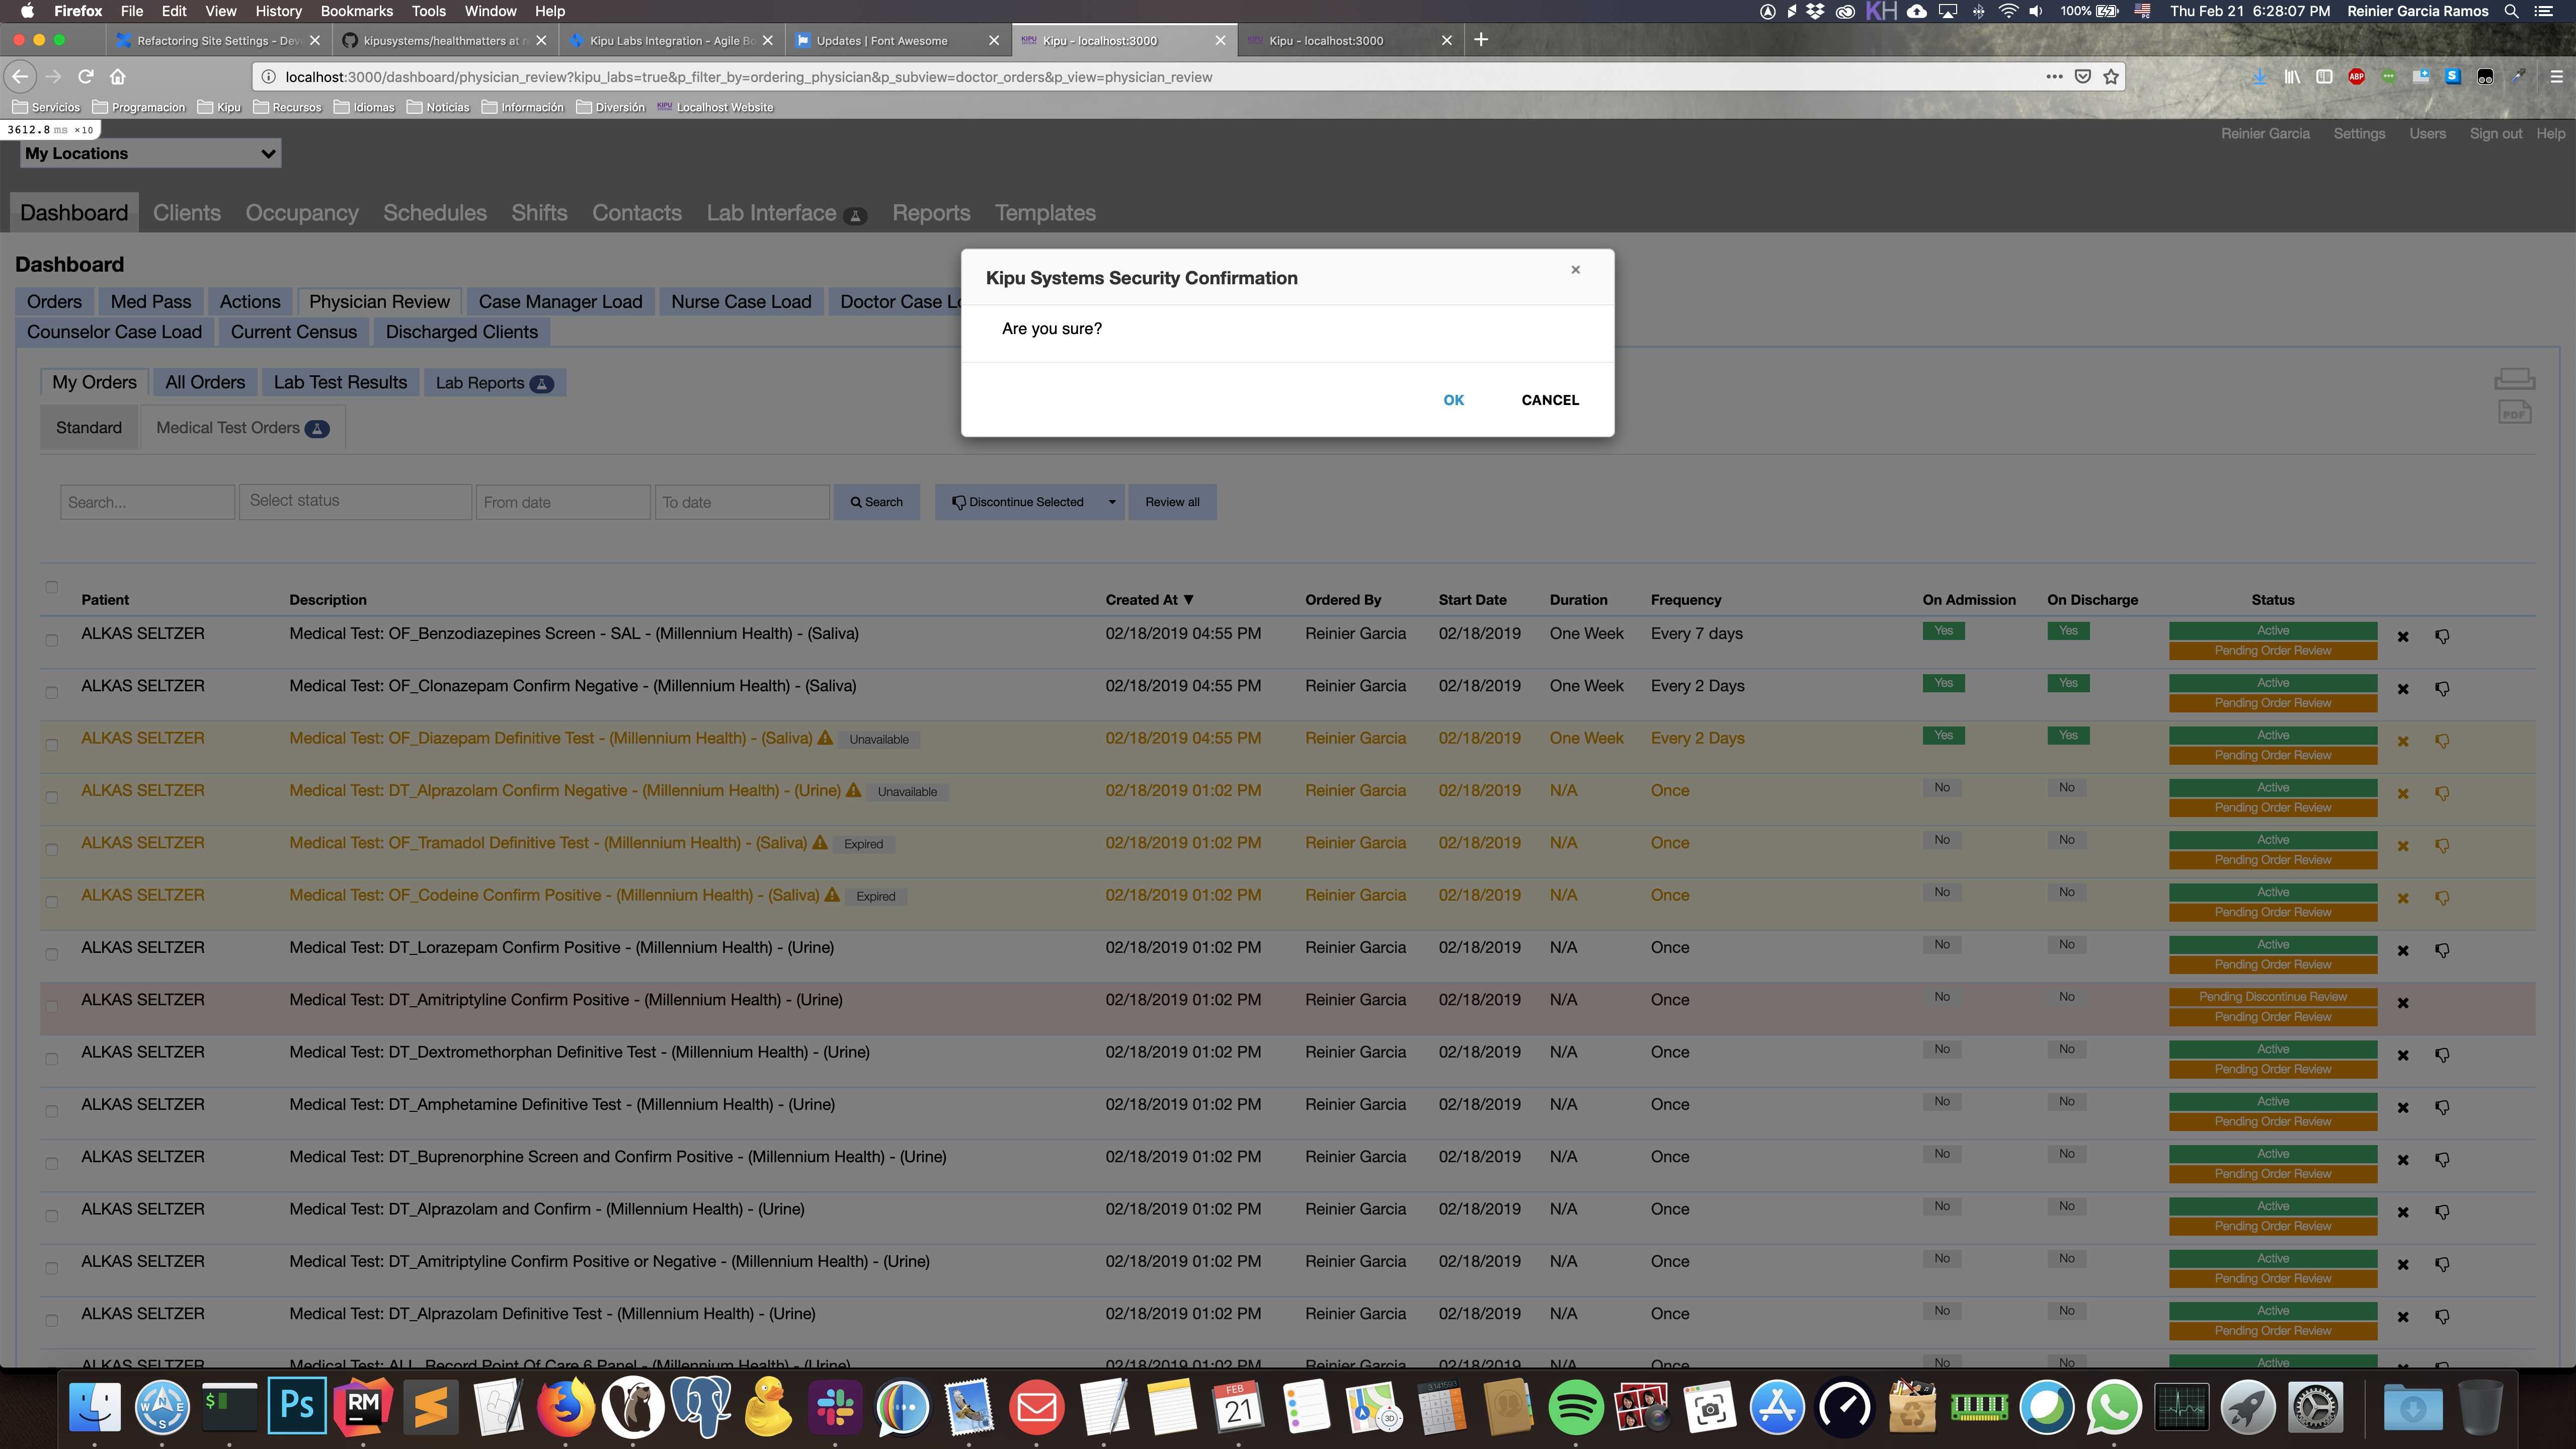 Firefox File Edit View History Bookmarks Tools Window Help
KH 100% Thu Feb 21 6:28:07 PM Reinier Garcia Ramos
Refactoring Site Settings - Dev
kipusystems/healthmatters at r
Kipu Labs Integration - Agile Bo
Updates | Font Awesome
KIPU Kipu - localhost:3000
KIPU Kipu - localhost:3000
localhost:3000/dashboard/physician_review?kipu_labs=true&p_filter_by=ordering_physician&p_subview=doctor_orders&p_view=physician_review
ABP S
Servicios Programacion Kipu Recursos Idiomas Noticias Información Diversión KIPU Localhost Website
3612.8 ms ×10
Reinier Garcia Settings Users Sign out Help
My Locations
Dashboard Clients Occupancy Schedules Shifts Contacts Lab Interface Reports Templates
Dashboard
Kipu Systems Security Confirmation ×
Are you sure?
OK CANCEL
Orders Med Pass Actions Physician Review Case Manager Load Nurse Case Load Doctor Case Lo
Counselor Case Load Current Census Discharged Clients
My Orders All Orders Lab Test Results Lab Reports
PDF
Standard Medical Test Orders
Search... Select status From date To date Search Discontinue Selected Review all
Patient Description Created At ▼ Ordered By Start Date Duration Frequency On Admission On Discharge Status
ALKAS SELTZER Medical Test: OF_Benzodiazepines Screen - SAL - (Millennium Health) - (Saliva) 02/18/2019 04:55 PM Reinier Garcia 02/18/2019 One Week Every 7 days Yes Yes Active
Pending Order Review
ALKAS SELTZER Medical Test: OF_Clonazepam Confirm Negative - (Millennium Health) - (Saliva) 02/18/2019 04:55 PM Reinier Garcia 02/18/2019 One Week Every 2 Days Yes Yes Active
Pending Order Review
ALKAS SELTZER Medical Test: OF_Diazepam Definitive Test - (Millennium Health) - (Saliva) Unavailable 02/18/2019 04:55 PM Reinier Garcia 02/18/2019 One Week Every 2 Days Yes Yes Active
Pending Order Review
ALKAS SELTZER Medical Test: DT_Alprazolam Confirm Negative - (Millennium Health) - (Urine) Unavailable 02/18/2019 01:02 PM Reinier Garcia 02/18/2019 N/A Once No No Active
Pending Order Review
ALKAS SELTZER Medical Test: OF_Tramadol Definitive Test - (Millennium Health) - (Saliva) Expired 02/18/2019 01:02 PM Reinier Garcia 02/18/2019 N/A Once No No Active
Pending Order Review
ALKAS SELTZER Medical Test: OF_Codeine Confirm Positive - (Millennium Health) - (Saliva) Expired 02/18/2019 01:02 PM Reinier Garcia 02/18/2019 N/A Once No No Active
Pending Order Review
ALKAS SELTZER Medical Test: DT_Lorazepam Confirm Positive - (Millennium Health) - (Urine) 02/18/2019 01:02 PM Reinier Garcia 02/18/2019 N/A Once No No Active
Pending Order Review
ALKAS SELTZER Medical Test: DT_Amitriptyline Confirm Positive - (Millennium Health) - (Urine) 02/18/2019 01:02 PM Reinier Garcia 02/18/2019 N/A Once No No Pending Discontinue Review
Pending Order Review
ALKAS SELTZER Medical Test: DT_Dextromethorphan Definitive Test - (Millennium Health) - (Urine) 02/18/2019 01:02 PM Reinier Garcia 02/18/2019 N/A Once No No Active
Pending Order Review
ALKAS SELTZER Medical Test: DT_Amphetamine Definitive Test - (Millennium Health) - (Urine) 02/18/2019 01:02 PM Reinier Garcia 02/18/2019 N/A Once No No Active
Pending Order Review
ALKAS SELTZER Medical Test: DT_Buprenorphine Screen and Confirm Positive - (Millennium Health) - (Urine) 02/18/2019 01:02 PM Reinier Garcia 02/18/2019 N/A Once No No Active
Pending Order Review
ALKAS SELTZER Medical Test: DT_Alprazolam and Confirm - (Millennium Health) - (Urine) 02/18/2019 01:02 PM Reinier Garcia 02/18/2019 N/A Once No No Active
Pending Order Review
ALKAS SELTZER Medical Test: DT_Amitriptyline Confirm Positive or Negative - (Millennium Health) - (Urine) 02/18/2019 01:02 PM Reinier Garcia 02/18/2019 N/A Once No No Active
Pending Order Review
ALKAS SELTZER Medical Test: DT_Alprazolam Definitive Test - (Millennium Health) - (Urine) 02/18/2019 01:02 PM Reinier Garcia 02/18/2019 N/A Once No No Active
Pending Order Review
ALKAS SELTZER Medical Test: ALL_Record Point Of Care 6 Panel - (Millennium Health) - (Urine) 02/18/2019 01:02 PM Reinier Garcia 02/18/2019 N/A Once No No Active
Ps RM FEB 21 3D